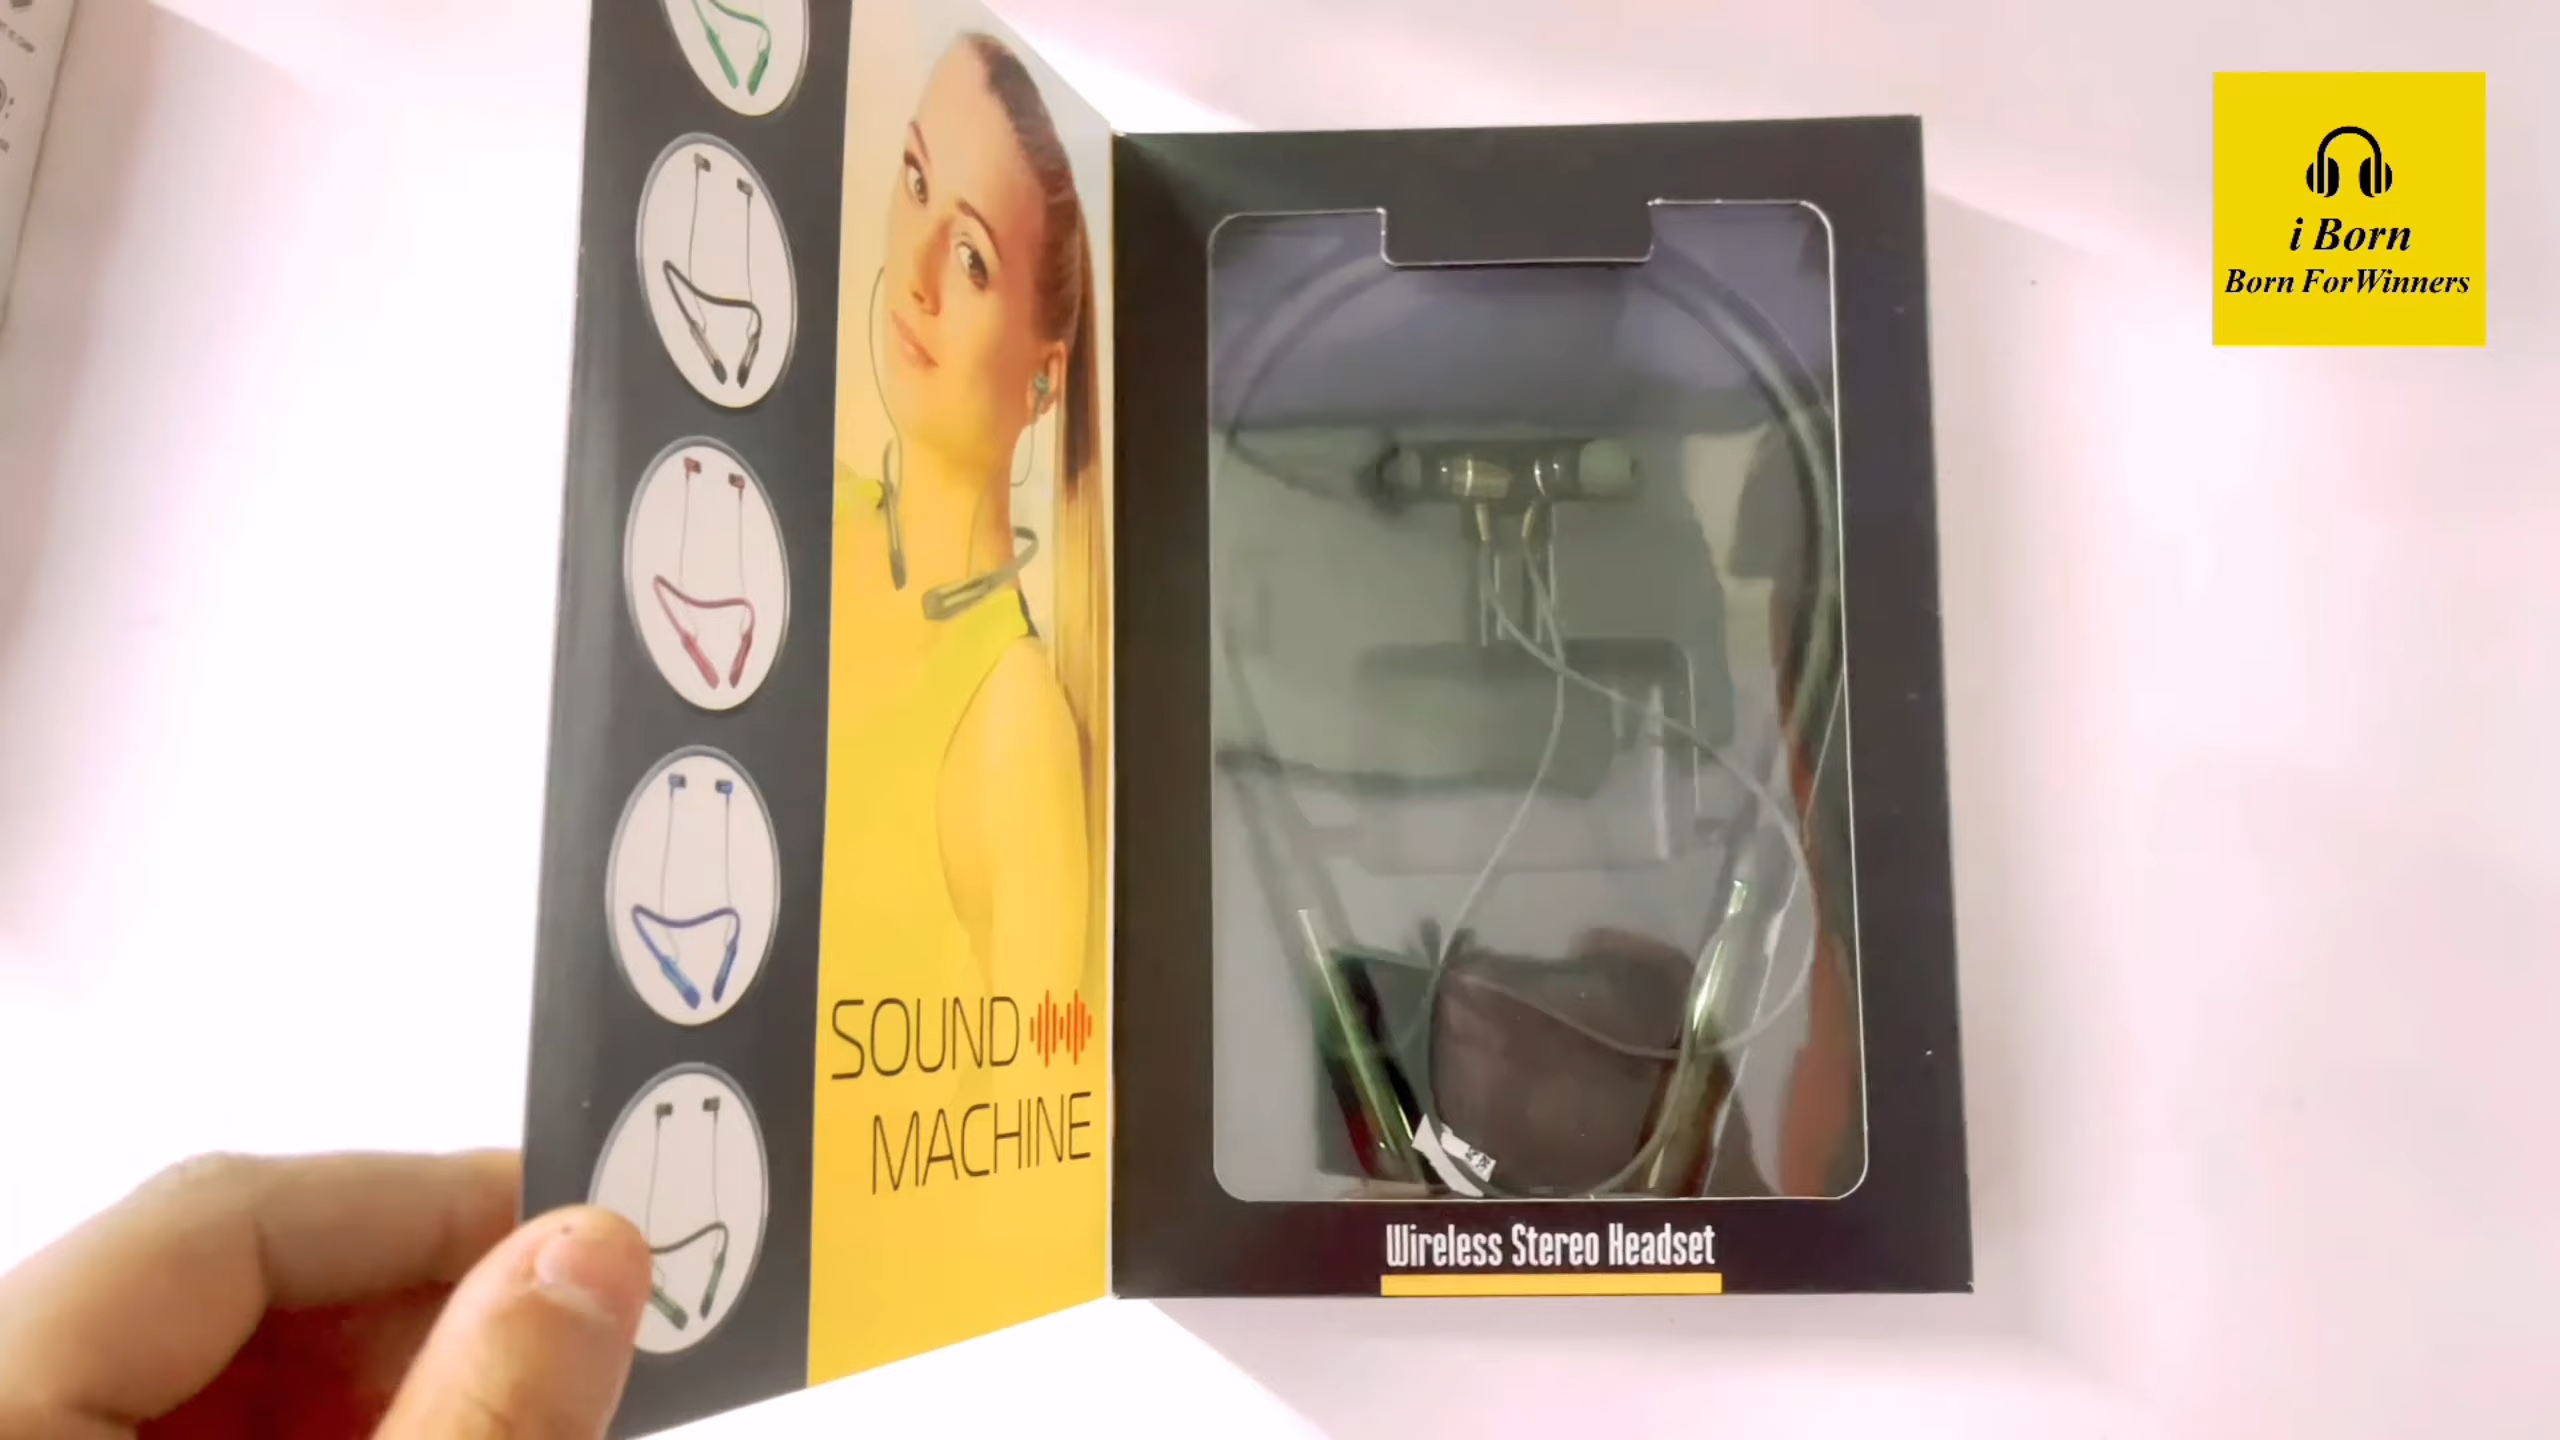 SOUND
MACHINE
Wireless Stereo Headset
i Born
Born ForWinners